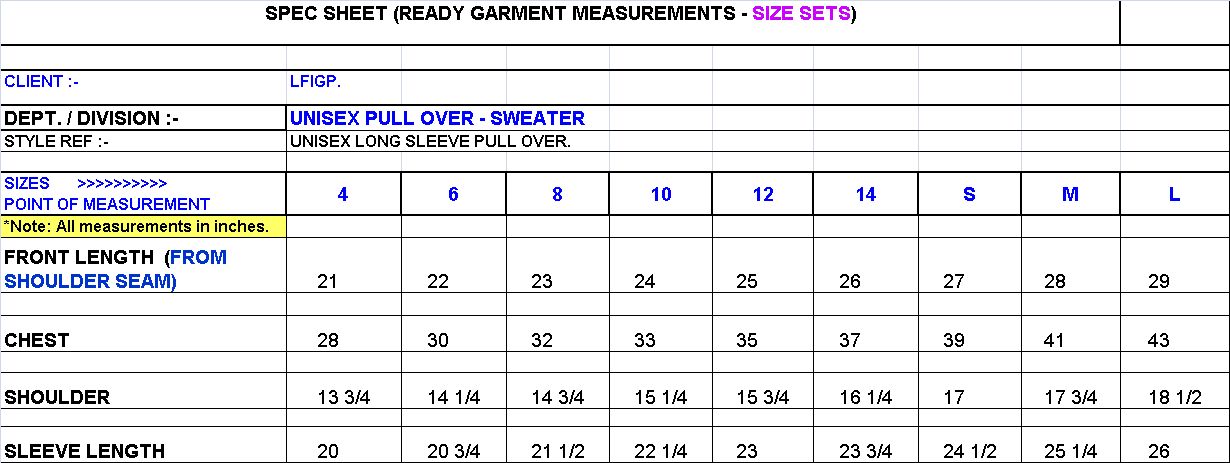 SPEC SHEET (READY GARMENT MEASUREMENTS - SIZE SETS)
CLIENT :- LFIGP.
DEPT. / DIVISION :- UNISEX PULL OVER - SWEATER
STYLE REF :- UNISEX LONG SLEEVE PULL OVER.
SIZES >>>>>>>>>>
POINT OF MEASUREMENT 4 6 8 10 12 14 S M L
*Note: All measurements in inches.
FRONT LENGTH (FROM
SHOULDER SEAM) 21 22 23 24 25 26 27 28 29
CHEST 28 30 32 33 35 37 39 41 43
SHOULDER 13 3/4 14 1/4 14 3/4 15 1/4 15 3/4 16 1/4 17 17 3/4 18 1/2
SLEEVE LENGTH 20 20 3/4 21 1/2 22 1/4 23 23 3/4 24 1/2 25 1/4 26